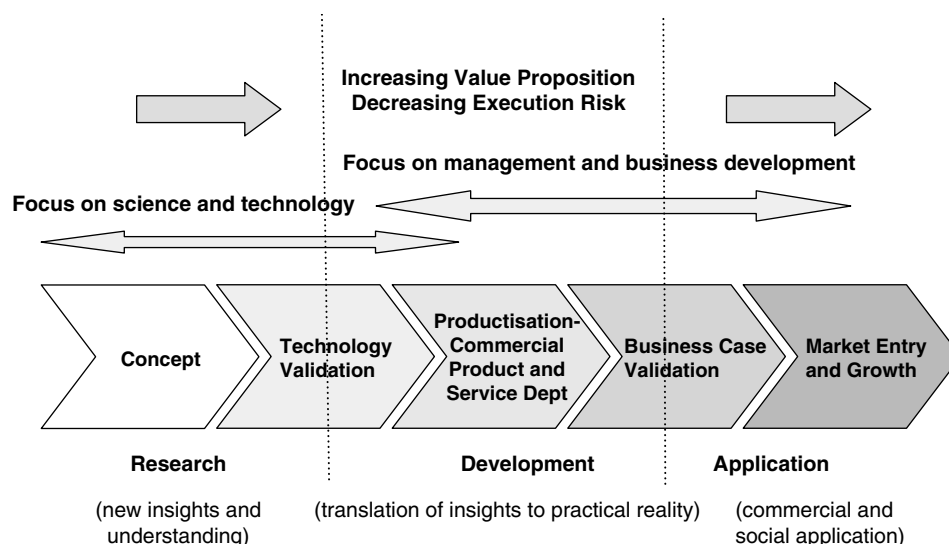 Increasing Value Proposition
Decreasing Execution Risk
Focus on management and business development
Focus on science and technology
Concept
Technology
Validation
Productisation-
Commercial
Product and
Service Dept
Business Case
Validation
Market Entry
and Growth
Research
Development
Application
(new insights and
understanding)
(translation of insights to practical reality)
(commercial and
social application)